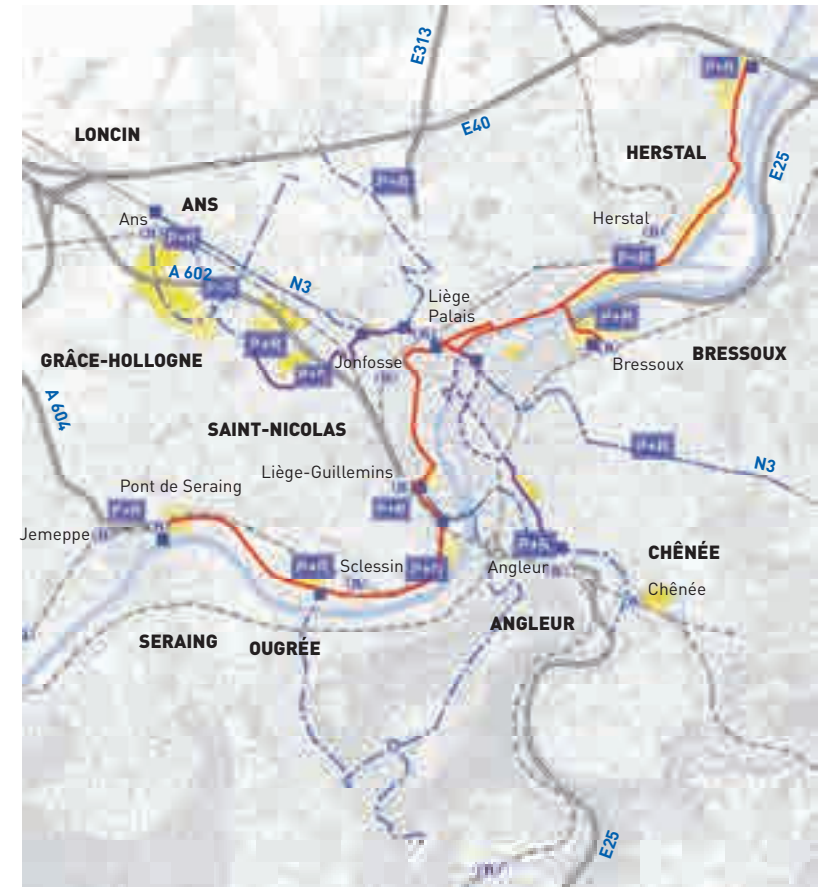 E313
P+R
LONCIN
E40
HERSTAL
E25
P+R
ANS
Ans
Herstal
P+R
A 602
N3
P+R
P+R
Liège
Palais
P+R
P+R
GRÂCE-HOLLOGNE
Jonfosse
BRESSOUX
Bressoux
P+R
A 604
SAINT-NICOLAS
P+R
N3
Liège-Guillemins
Pont de Seraing
P+R
P+R
Jemeppe
P+R
CHÊNÉE
P+R
Sclessin
P+R
Angleur
Chênée
ANGLEUR
SERAING
OUGRÉE
E25